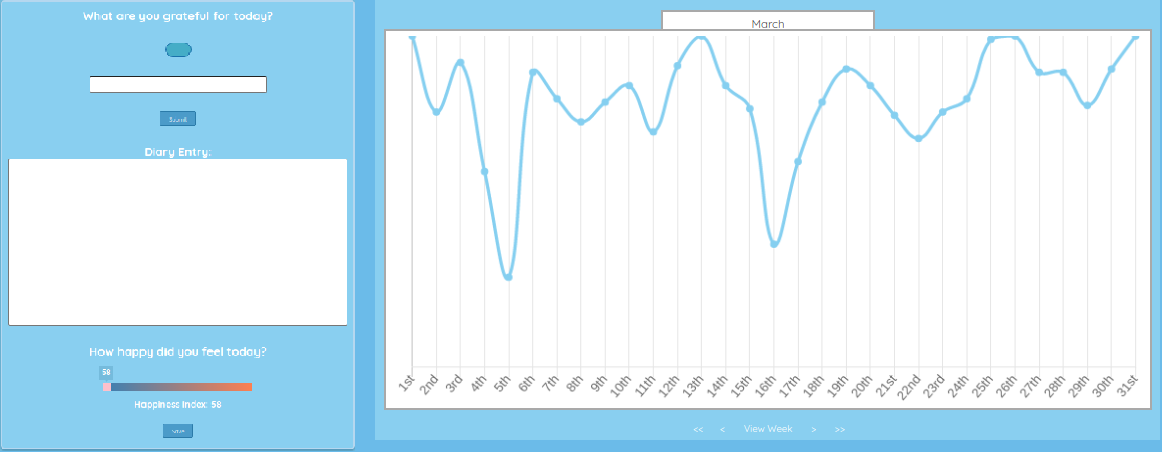 What are you grateful for today?
Submit
Diary Entry:
How happy did you feel today?
58
Happiness Index: 58
Save
March
1st 2nd 3rd 4th 5th 6th 7th 8th 9th 10th 11th 12th 13th 14th 15th 16th 17th 18th 19th 20th 21st 22nd 23rd 24th 25th 26th 27th 28th 29th 30th 31st
<< < View Week > >>